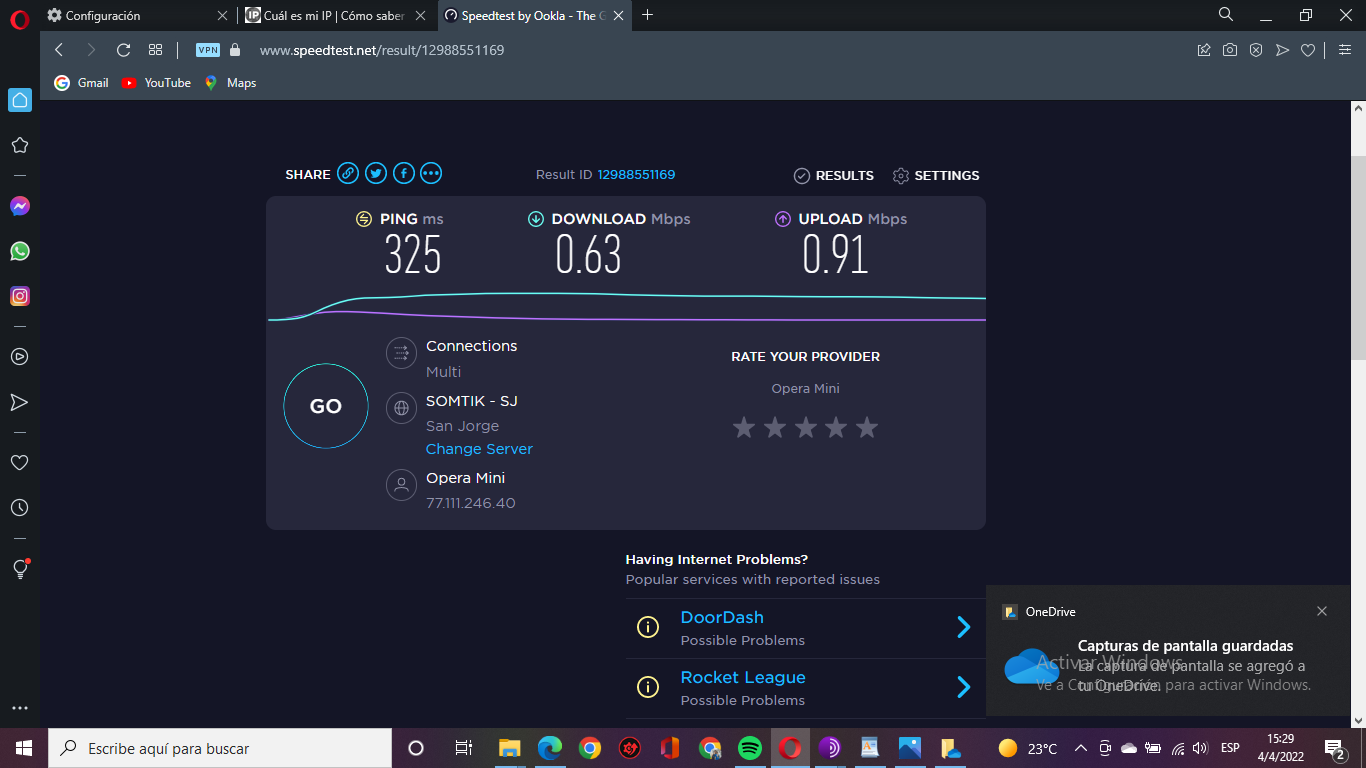 Configuración
IP Cuál es mi IP | Cómo saber
Speedtest by Ookla - The G
VPN
www.speedtest.net/result/12988551169
Gmail
YouTube
Maps
SHARE
Result ID 12988551169
RESULTS
SETTINGS
PING ms
DOWNLOAD Mbps
UPLOAD Mbps
325
0.63
0.91
GO
Connections
Multi
SOMTIK - SJ
San Jorge
Change Server
Opera Mini
77.111.246.40
RATE YOUR PROVIDER
Opera Mini
Having Internet Problems?
Popular services with reported issues
DoorDash
Possible Problems
Rocket League
Possible Problems
OneDrive
Capturas de pantalla guardadas
La captura de pantalla se agregó a
tu OneDrive.
Activar Windows
Ve a Configuración para activar Windows.
Escribe aquí para buscar
23°C
ESP
15:29
4/4/2022
2